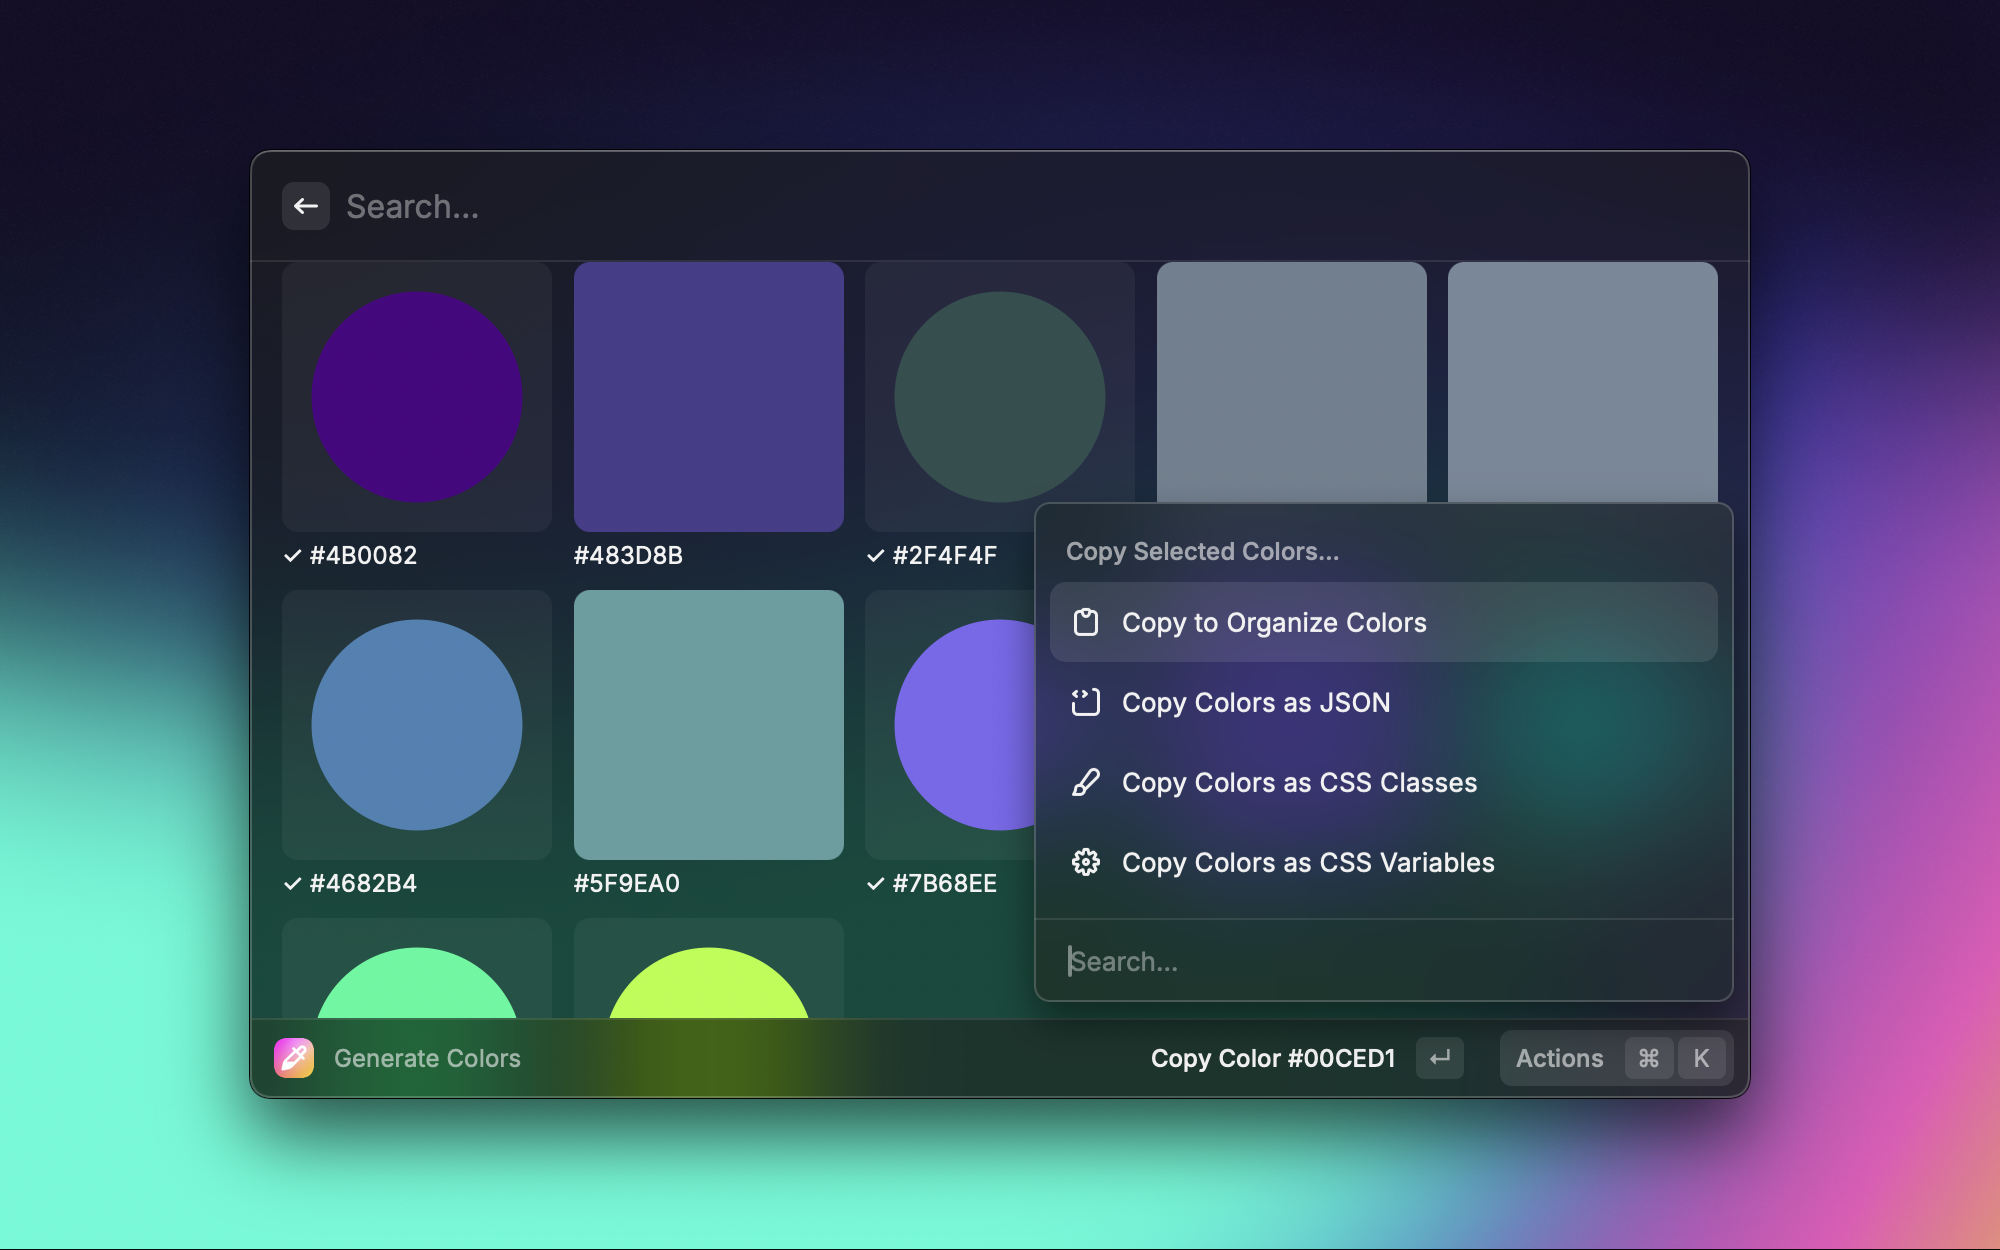 Search...
✓ #4B0082
#483D8B
✓ #2F4F4F
Copy Selected Colors...
Copy to Organize Colors
Copy Colors as JSON
Copy Colors as CSS Classes
Copy Colors as CSS Variables
Search...
✓ #4682B4
#5F9EA0
✓ #7B68EE
Generate Colors
Copy Color #00CED1
Actions ⌘ K